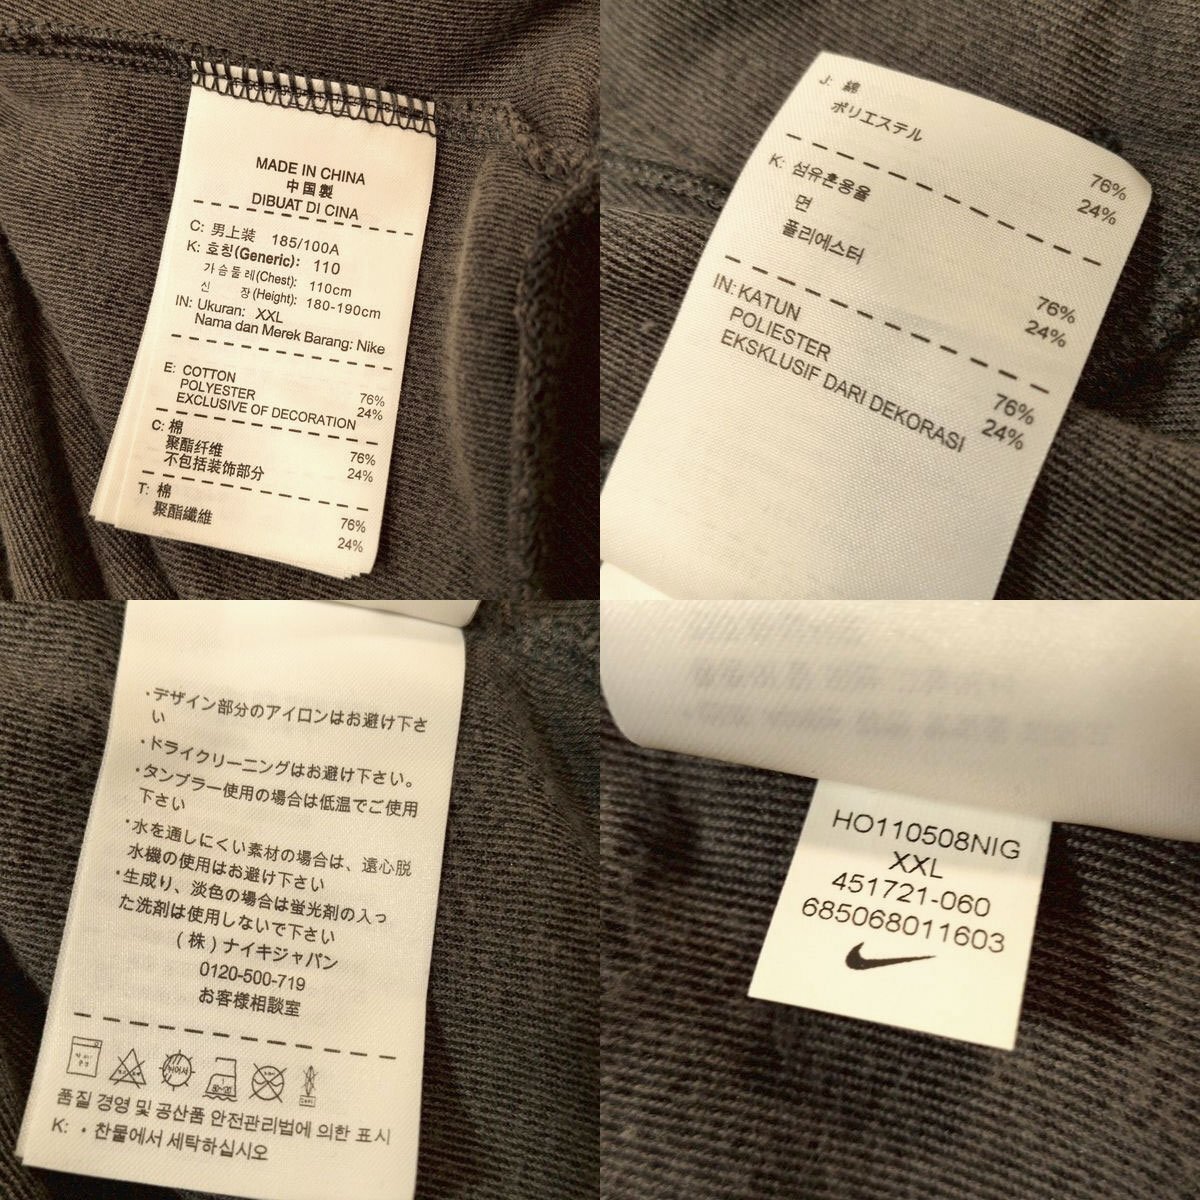 MADE IN CHINA
中国製
DIBUAT DI CINA
C: 男上装 185/100A
K: 호칭(Generic): 110
가슴둘레(Chest): 110cm
신 장(Height): 180-190cm
IN: Ukuran: XXL
Nama dan Merek Barang: Nike
E: COTTON 76%
POLYESTER 24%
EXCLUSIVE OF DECORATION
C: 棉 76%
聚酯纤维 24%
不包括装饰部分
T: 棉 76%
聚酯纖維 24%
J: 綿 76%
ポリエステル 24%
K: 섬유혼용율
면 76%
폴리에스터 24%
IN: KATUN 76%
POLIESTER 24%
EKSKLUSIF DARI DEKORASI
・デザイン部分のアイロンはお避け下さ
い
・ドライクリーニングはお避け下さい。
・タンブラー使用の場合は低温でご使用
下さい
・水を通しにくい素材の場合は、遠心脱
水機の使用はお避け下さい
・生成り、淡色の場合は蛍光剤の入っ
た洗剤は使用しないで下さい
(株)ナイキジャパン
0120-500-719
お客様相談室
품질 경영 및 공산품 안전관리법에 의한 표시
K: ・찬물에서 세탁하십시오
HO110508NIG
XXL
451721-060
685068011603